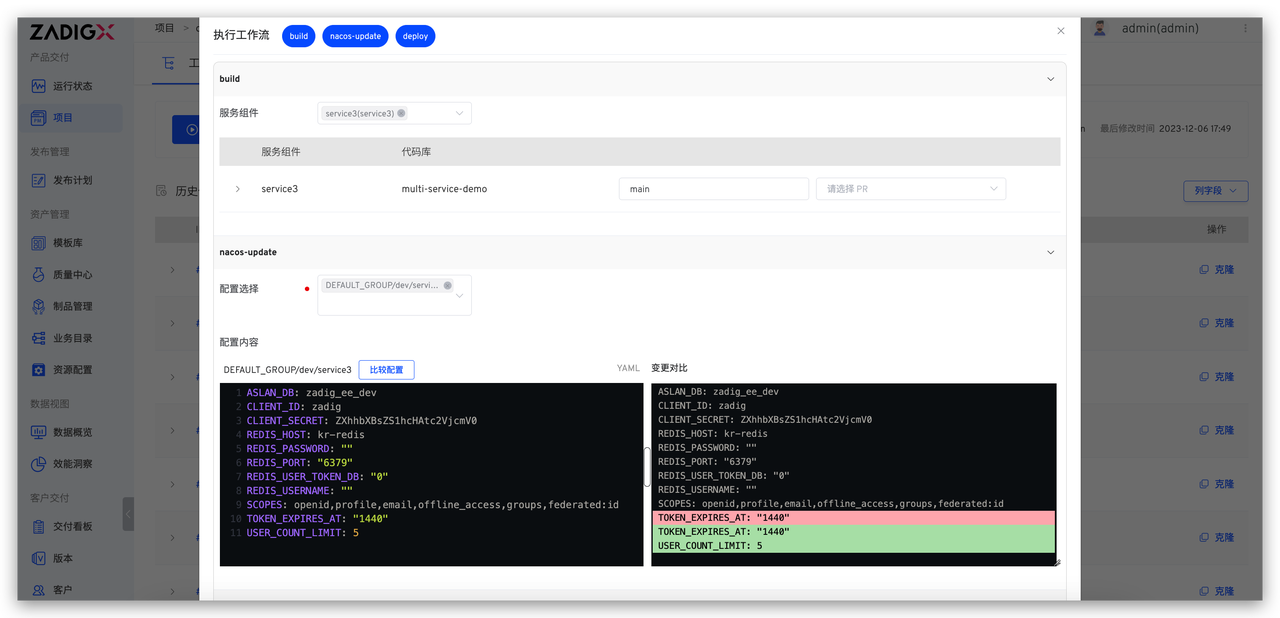 ZADIGX
项目 >
admin(admin)
产品交付
运行状态
项目
发布管理
发布计划
资产管理
模板库
质量中心
制品管理
业务目录
资源配置
数据视图
数据概览
效能洞察
客户交付
交付看板
版本
客户
历史
最后修改时间 2023-12-06 17:49
列字段
操作
克隆
克隆
克隆
克隆
克隆
克隆
克隆
执行工作流 build nacos-update deploy
build
服务组件 service3(service3)
服务组件 代码库
service3 multi-service-demo main 请选择 PR
nacos-update
配置选择 DEFAULT_GROUP/dev/servi...
配置内容
DEFAULT_GROUP/dev/service3 比较配置 YAML
1 ASLAN_DB: zadig_ee_dev
2 CLIENT_ID: zadig
3 CLIENT_SECRET: ZXhhbXBsZS1hcHAtc2VjcmV0
4 REDIS_HOST: kr-redis
5 REDIS_PASSWORD: ""
6 REDIS_PORT: "6379"
7 REDIS_USER_TOKEN_DB: "0"
8 REDIS_USERNAME: ""
9 SCOPES: openid,profile,email,offline_access,groups,federated:id
10 TOKEN_EXPIRES_AT: "1440"
11 USER_COUNT_LIMIT: 5
变更对比
ASLAN_DB: zadig_ee_dev
CLIENT_ID: zadig
CLIENT_SECRET: ZXhhbXBsZS1hcHAtc2VjcmV0
REDIS_HOST: kr-redis
REDIS_PASSWORD: ""
REDIS_PORT: "6379"
REDIS_USER_TOKEN_DB: "0"
REDIS_USERNAME: ""
SCOPES: openid,profile,email,offline_access,groups,federated:id
TOKEN_EXPIRES_AT: "1440"
TOKEN_EXPIRES_AT: "1440"
USER_COUNT_LIMIT: 5